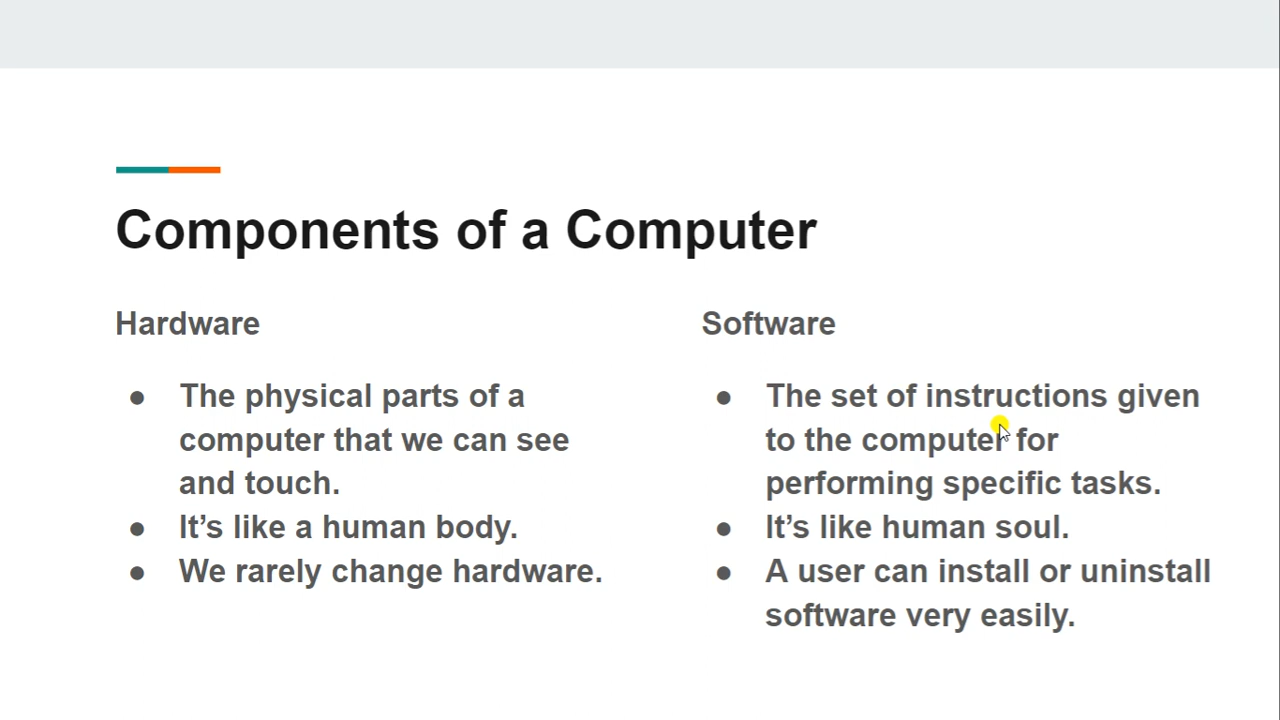 Components of a Computer
Hardware
● The physical parts of a
computer that we can see
and touch.
● It’s like a human body.
● We rarely change hardware.
Software
● The set of instructions given
to the computer for
performing specific tasks.
● It’s like human soul.
● A user can install or uninstall
software very easily.